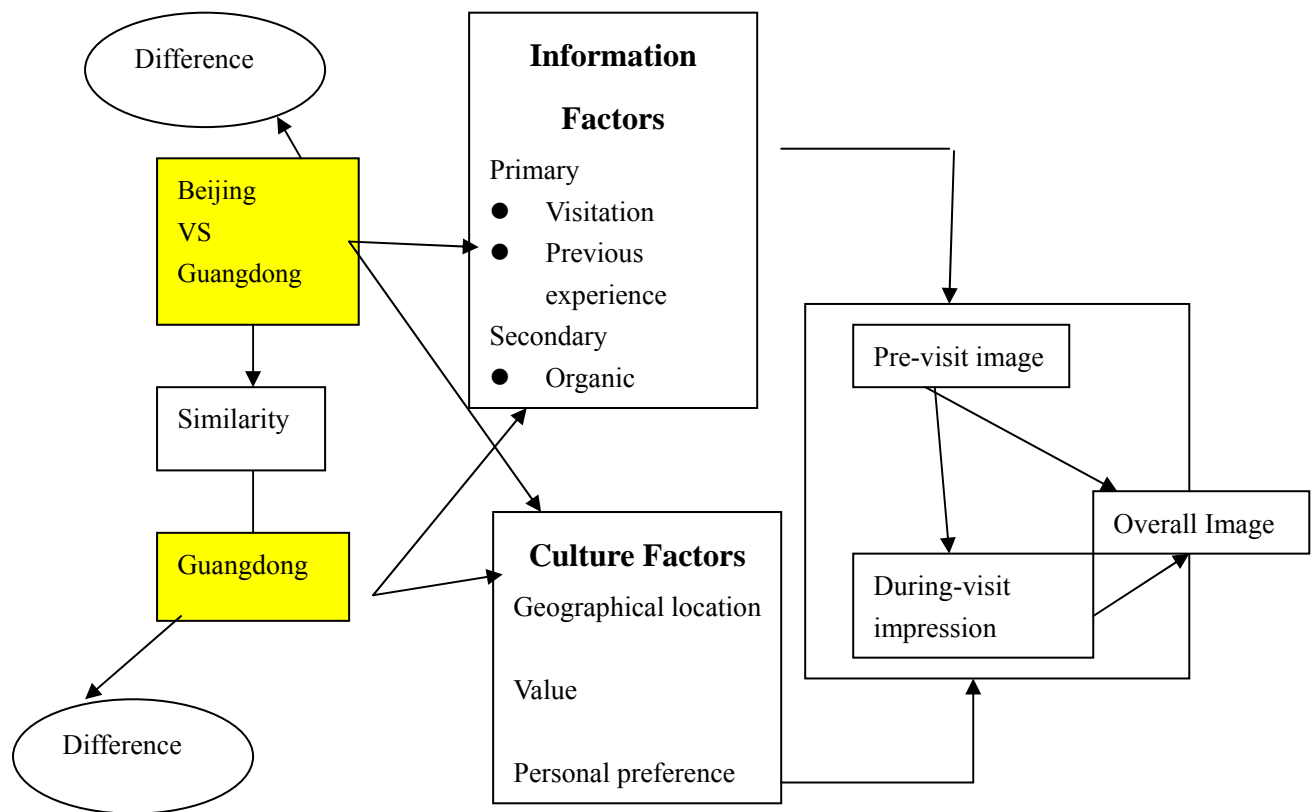 Difference
Beijing
VS
Guangdong
Similarity
Guangdong
Difference
Information
Factors
Primary
● Visitation
● Previous
experience
Secondary
● Organic
Culture Factors
Geographical location
Value
Personal preference
Pre-visit image
Overall Image
During-visit
impression